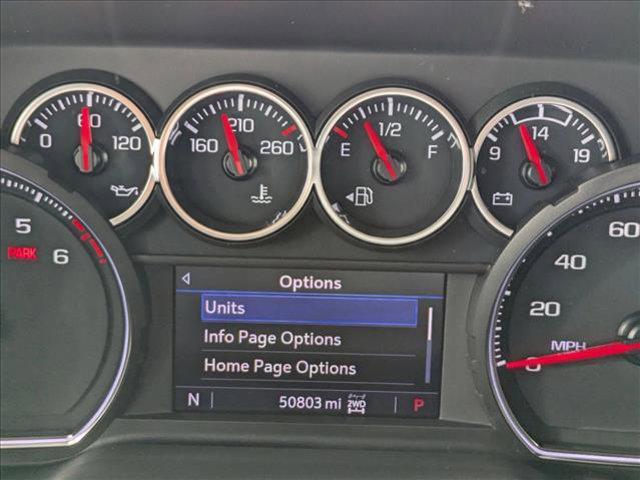 0 60 120
160 210 260
E 1/2 F
9 14 19
5
PARK 6
Options
Units
Info Page Options
Home Page Options
N 50803 mi 2WD P
60
40
20
MPH
0